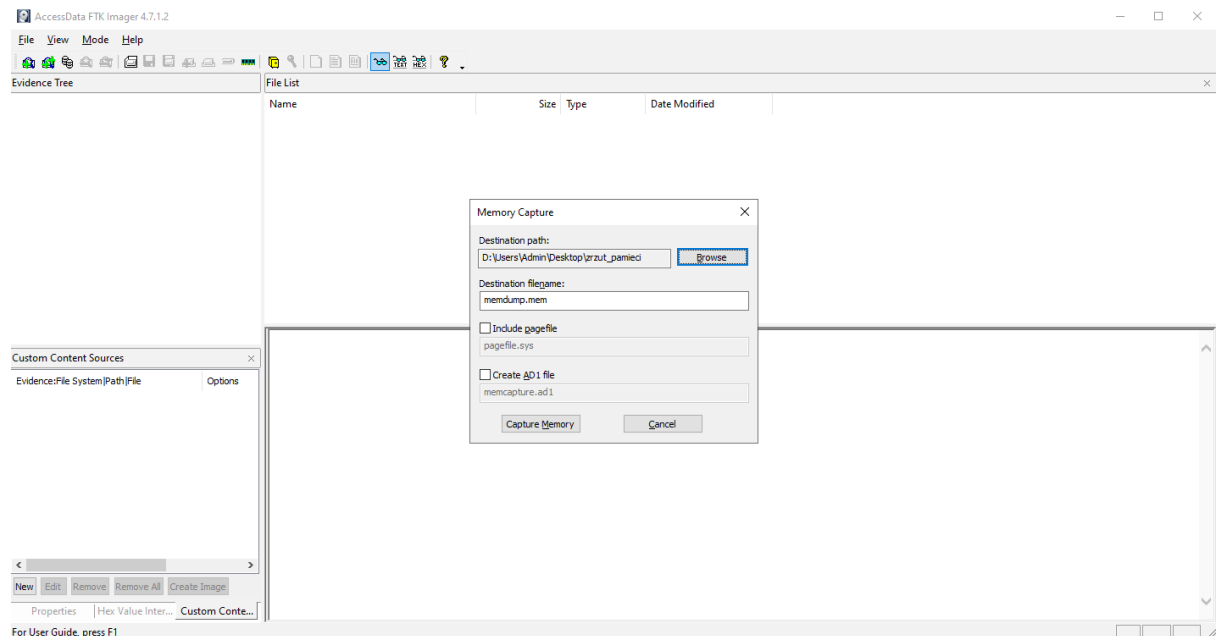 AccessData FTK Imager 4.7.1.2
File View Mode Help
TEXT HEX
Evidence Tree
File List
Name Size Type Date Modified
Memory Capture
Destination path:
D:\Users\Admin\Desktop\zrzut_pamieci Browse
Destination filename:
memdump.mem
Include pagefile
pagefile.sys
Create AD1 file
memcapture.ad1
Capture Memory Cancel
Custom Content Sources
Evidence:File System|Path|File Options
New Edit Remove Remove All Create Image
Properties Hex Value Inter... Custom Conte...
For User Guide, press F1